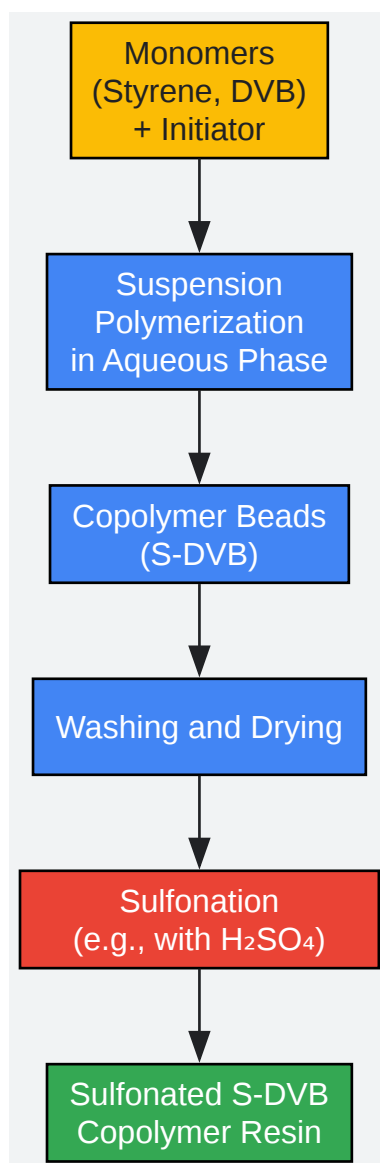 Monomers
(Styrene, DVB)
+ Initiator
Suspension
Polymerization
in Aqueous Phase
Copolymer Beads
(S-DVB)
Washing and Drying
Sulfonation
(e.g., with H₂SO₄)
Sulfonated S-DVB
Copolymer Resin